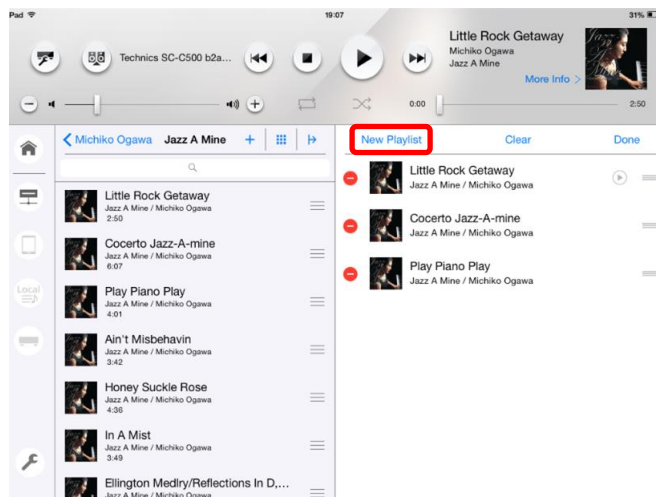 Pad
19:07
31%
Little Rock Getaway
Michiko Ogawa
Jazz A Mine
More Info >
Technics SC-C500 b2a...
0:00
2:50
Michiko Ogawa
Jazz A Mine
New Playlist
Clear
Done
Little Rock Getaway
Jazz A Mine / Michiko Ogawa
2:50
Cocerto Jazz-A-mine
Jazz A Mine / Michiko Ogawa
6:07
Play Piano Play
Jazz A Mine / Michiko Ogawa
4:01
Ain't Misbehavin
Jazz A Mine / Michiko Ogawa
3:42
Honey Suckle Rose
Jazz A Mine / Michiko Ogawa
4:36
In A Mist
Jazz A Mine / Michiko Ogawa
3:49
Ellington Medlry/Reflections In D,...
Jazz A Mine / Michiko Ogawa
Local
Little Rock Getaway
Jazz A Mine / Michiko Ogawa
Cocerto Jazz-A-mine
Jazz A Mine / Michiko Ogawa
Play Piano Play
Jazz A Mine / Michiko Ogawa